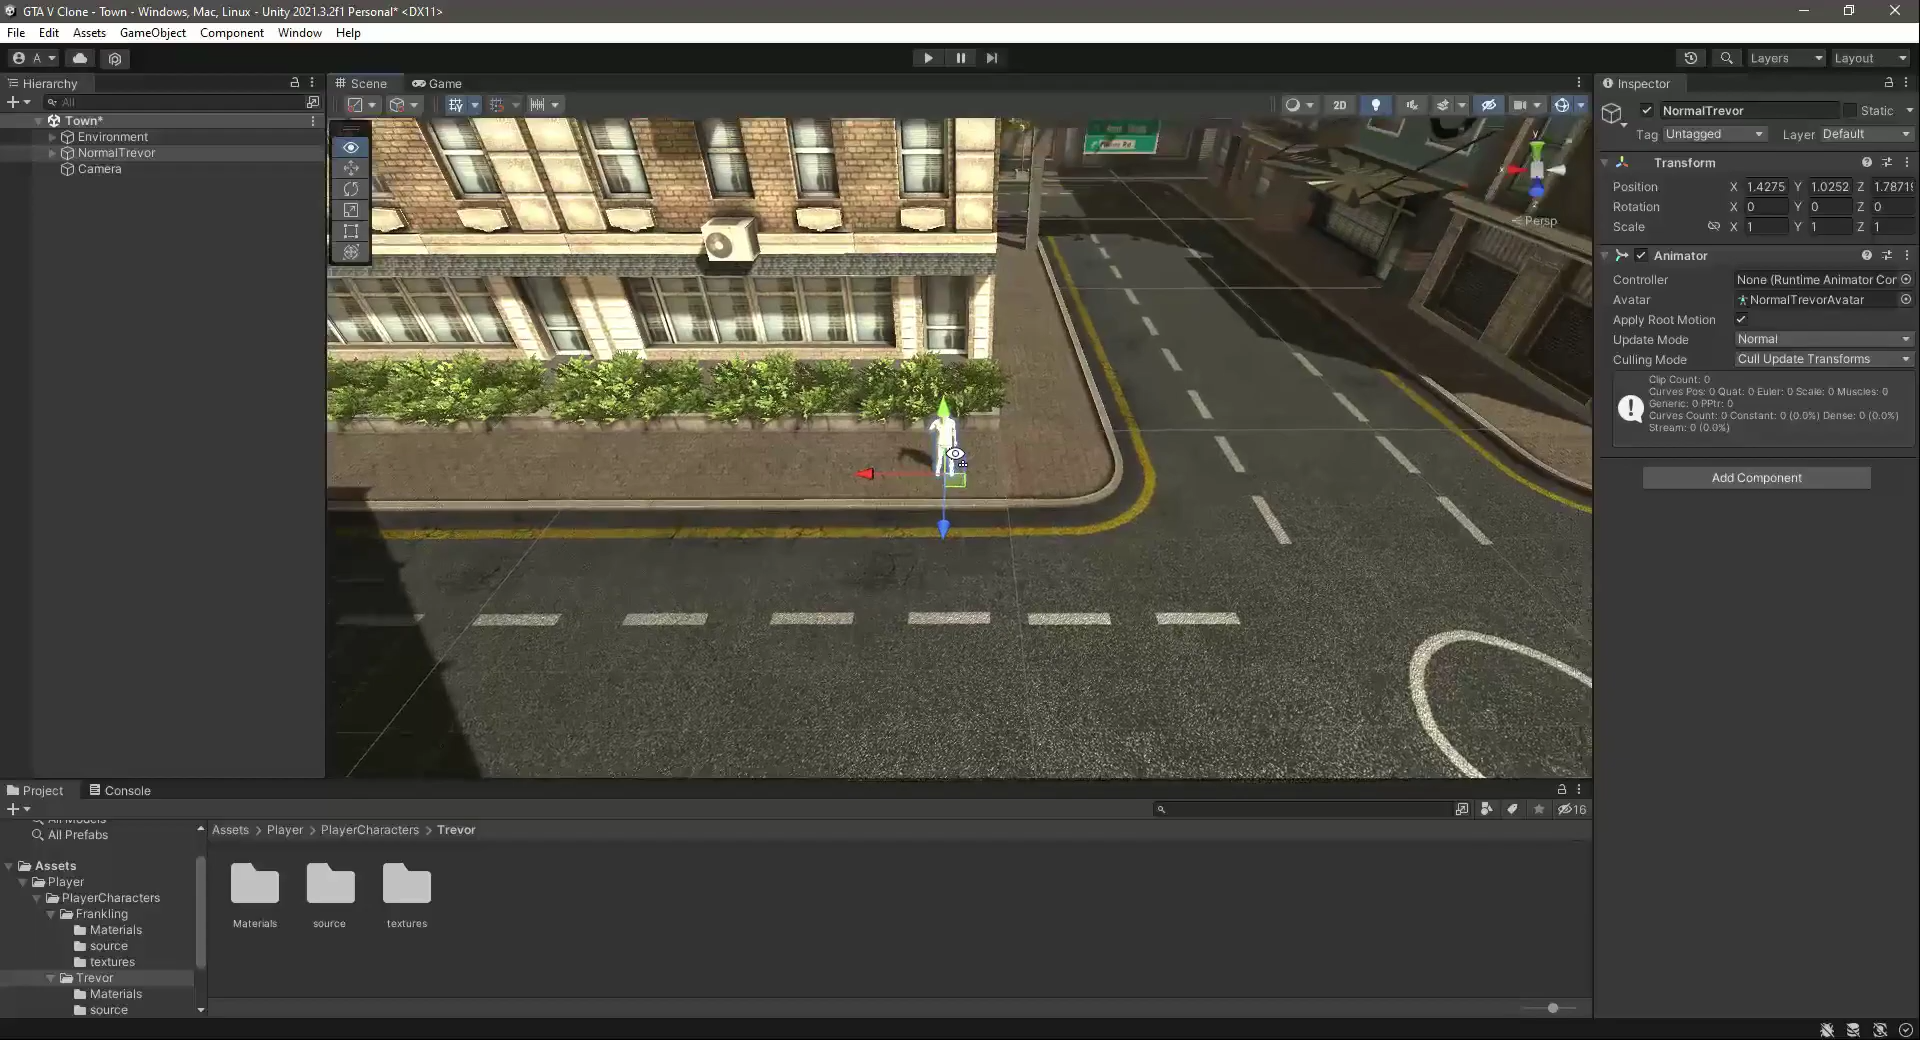 GTA V Clone - Town - Windows, Mac, Linux - Unity 2021.3.2f1 Personal* <DX11>
File Edit Assets GameObject Component Window Help
A Layers Layout
Hierarchy Scene Game Inspector
All 2D NormalTrevor Static
Town*
Tag Untagged Layer Default
Environment
NormalTrevor
Camera
Transform
Position X 1.4275 Y 1.0252 Z 1.7871
Rotation X 0 Y 0 Z 0
Scale X 1 Y 1 Z 1
y
x
z
Persp
Animator
Controller None (Runtime Animator Cor
Avatar NormalTrevorAvatar
Apply Root Motion
Update Mode Normal
Culling Mode Cull Update Transforms
Clip Count: 0
Curves Pos: 0 Quat: 0 Euler: 0 Scale: 0 Muscles: 0
Generic: 0 PPtr: 0
Curves Count: 0 Constant: 0 (0.0%) Dense: 0 (0.0%)
Stream: 0 (0.0%)
Add Component
Project Console
16
All Models
All Prefabs
Assets
Player
PlayerCharacters
Frankling
Materials
source
textures
Trevor
Materials
source
Assets > Player > PlayerCharacters > Trevor
Materials source textures